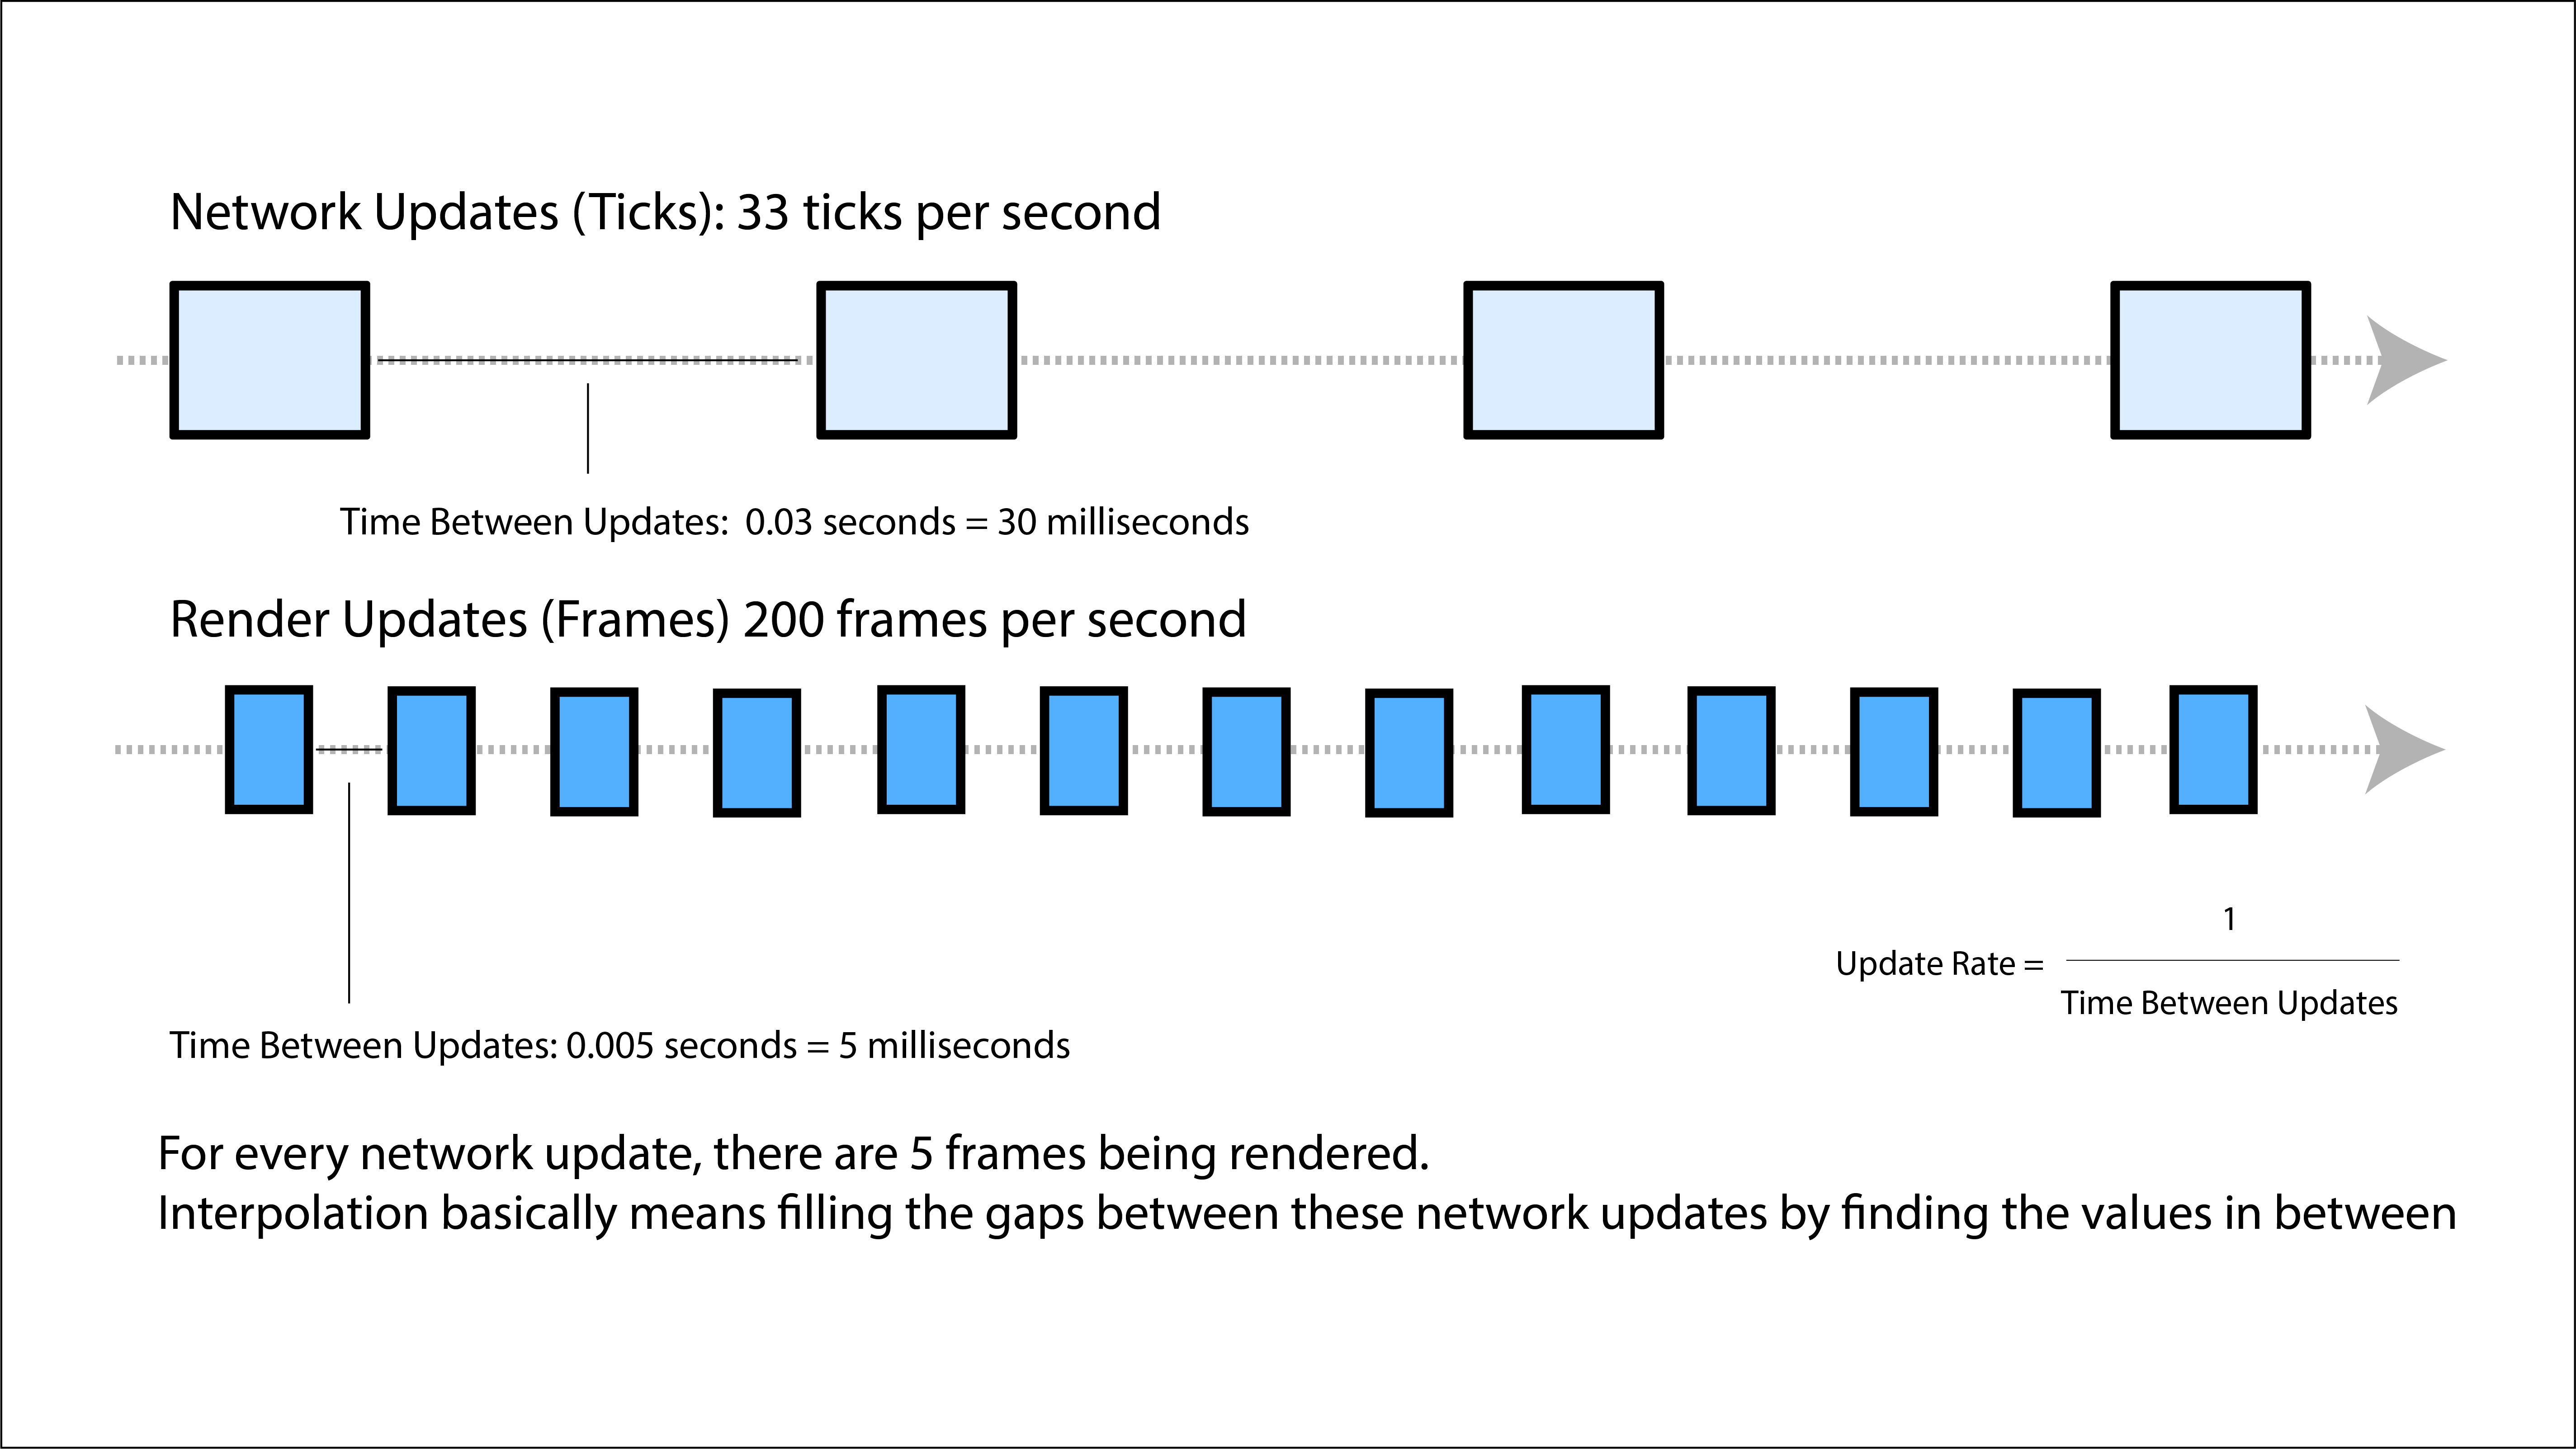 Network Updates (Ticks): 33 ticks per second
Time Between Updates:  0.03 seconds = 30 milliseconds
Render Updates (Frames) 200 frames per second
1
Update Rate =
Time Between Updates
Time Between Updates: 0.005 seconds = 5 milliseconds
For every network update, there are 5 frames being rendered.
Interpolation basically means filling the gaps between these network updates by finding the values in between